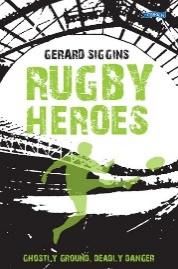 GERARD SIGGINS
RUGBY
HEROES
GHOSTLY GROUND, DEADLY DANGER